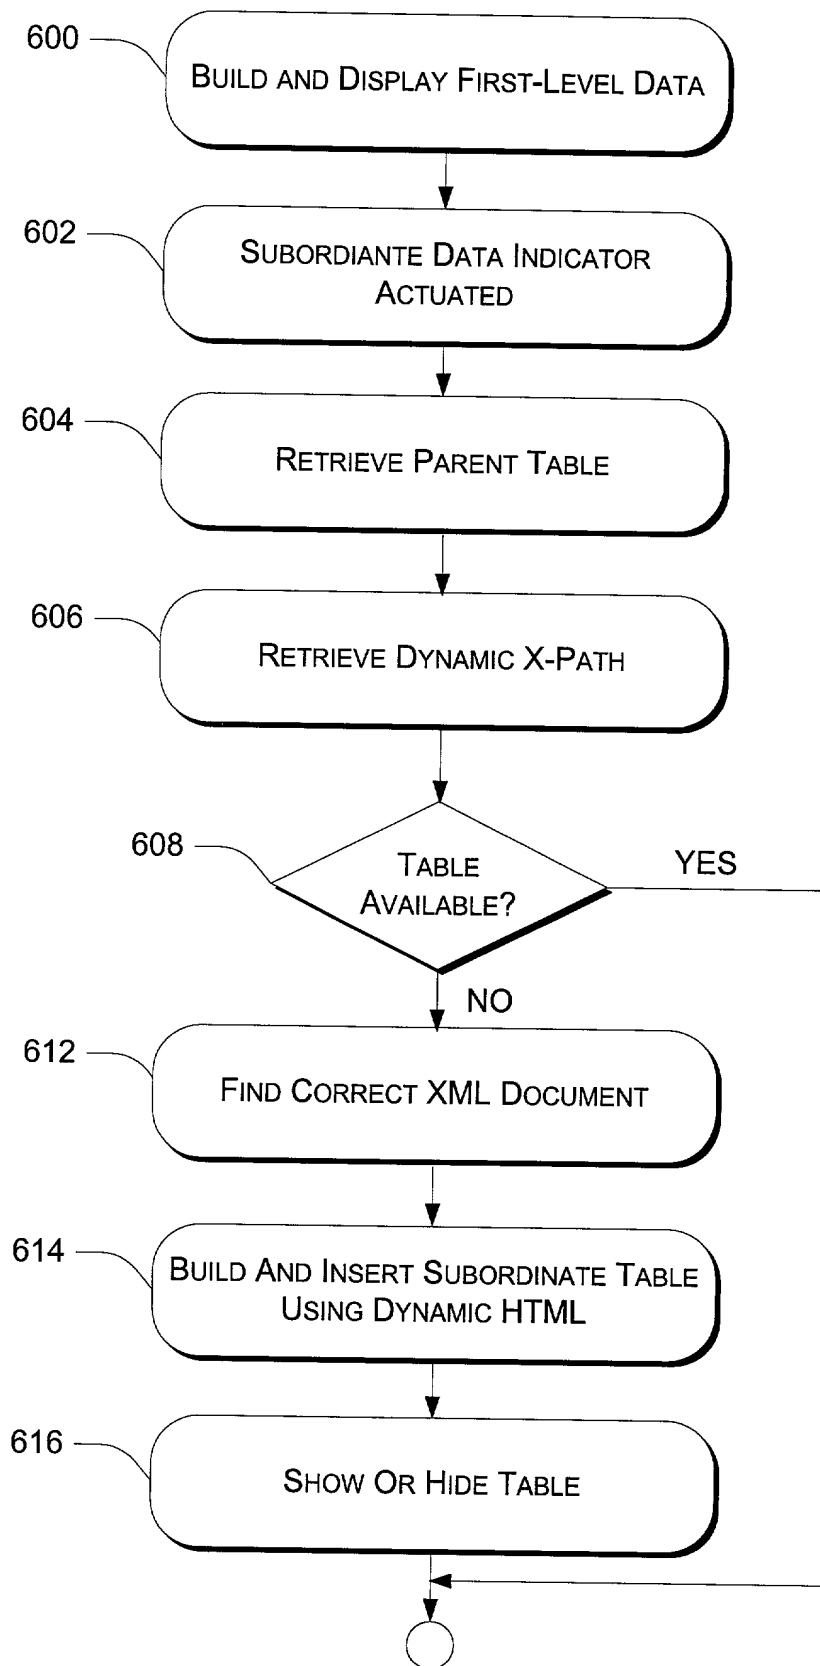 600
BUILD AND DISPLAY FIRST-LEVEL DATA
602
SUBORDIANTE DATA INDICATOR
ACTUATED
604
RETRIEVE PARENT TABLE
606
RETRIEVE DYNAMIC X-PATH
608
TABLE
AVAILABLE?
YES
NO
612
FIND CORRECT XML DOCUMENT
614
BUILD AND INSERT SUBORDINATE TABLE
USING DYNAMIC HTML
616
SHOW OR HIDE TABLE